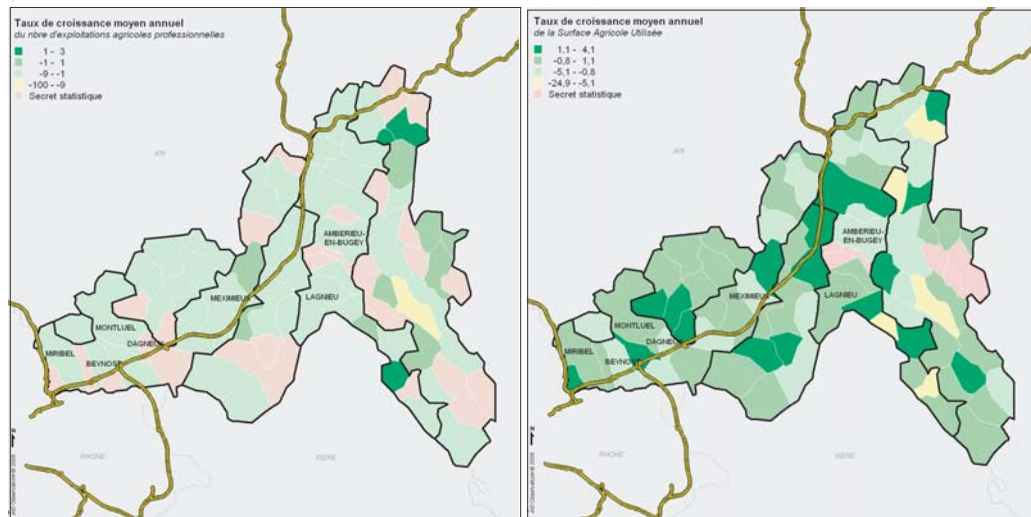 Taux de croissance moyen annuel
du nbre d'exploitations agricoles professionnelles
1 - 3
-1 - 1
-9 - -1
-100 - -9
Secret statistique
AIN
AMBERIEU-
EN-BUGEY
MEXIMIEUX
LAGNIEU
MONTLUEL
DAGNEUX
MIRIBEL
BEYNOST
RHONE
ISERE
Taux de croissance moyen annuel
de la Surface Agricole Utilisée
1,1 - 4,1
-0,8 - 1,1
-5,1 - -0,8
-24,9 - -5,1
Secret statistique
AIN
AMBERIEU-
EN-BUGEY
MEXIMIEUX
LAGNIEU
MONTLUEL
DAGNEUX
MIRIBEL
BEYNOST
RHONE
ISERE